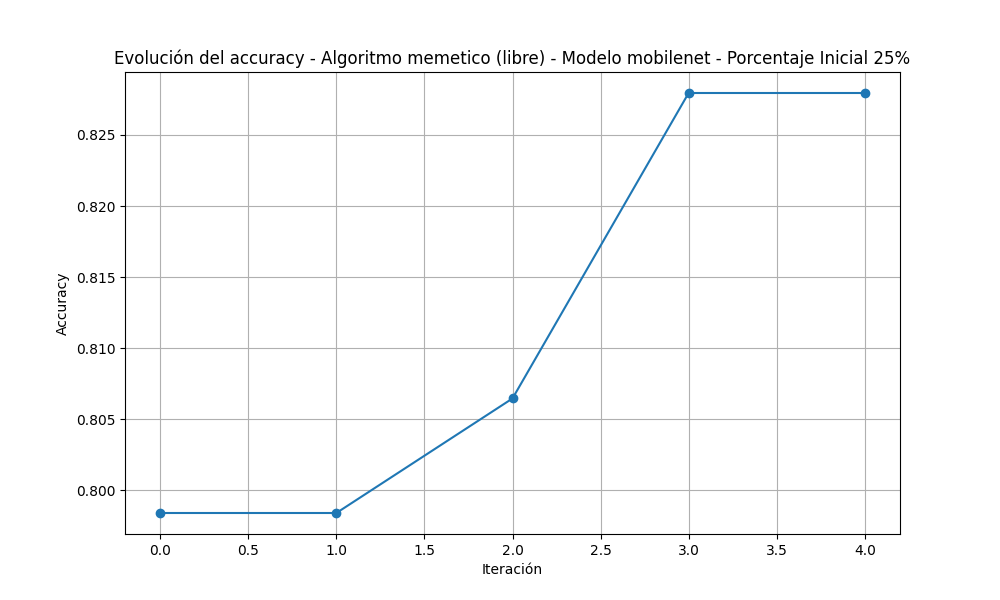 Evolución del accuracy - Algoritmo memetico (libre) - Modelo mobilenet - Porcentaje Inicial 25%
0.825
0.820
0.815
0.810
0.805
0.800
Accuracy
0.0 0.5 1.0 1.5 2.0 2.5 3.0 3.5 4.0
Iteración